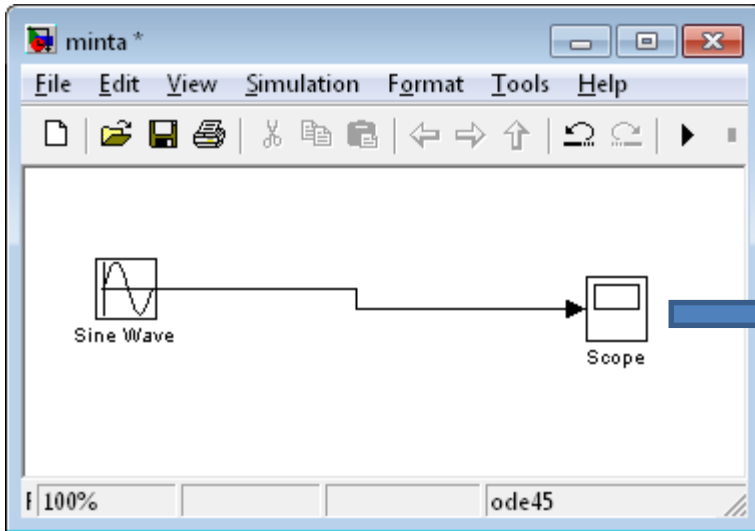 minta *
File Edit View Simulation Format Tools Help
Sine Wave
Scope
100% ode45